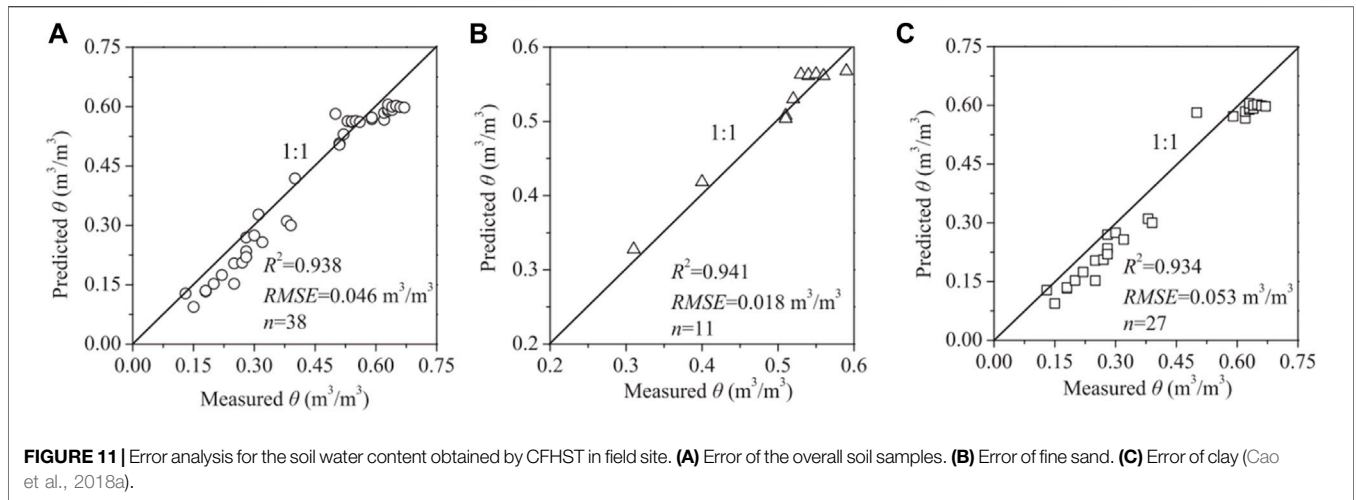 A
0.75
0.60
0.45
0.30
0.15
0.00
Predicted θ (m³/m³)
1:1
R²=0.938
RMSE=0.046 m³/m³
n=38
0.00 0.15 0.30 0.45 0.60 0.75
Measured θ (m³/m³)
B
0.6
0.5
0.4
0.3
0.2
Predicted θ (m³/m³)
1:1
R²=0.941
RMSE=0.018 m³/m³
n=11
0.2 0.3 0.4 0.5 0.6
Measured θ (m³/m³)
C
0.75
0.60
0.45
0.30
0.15
0.00
Predicted θ (m³/m³)
1:1
R²=0.934
RMSE=0.053 m³/m³
n=27
0.00 0.15 0.30 0.45 0.60 0.75
Measured θ (m³/m³)
FIGURE 11 | Error analysis for the soil water content obtained by CFHST in field site. (A) Error of the overall soil samples. (B) Error of fine sand. (C) Error of clay (Cao
et al., 2018a).